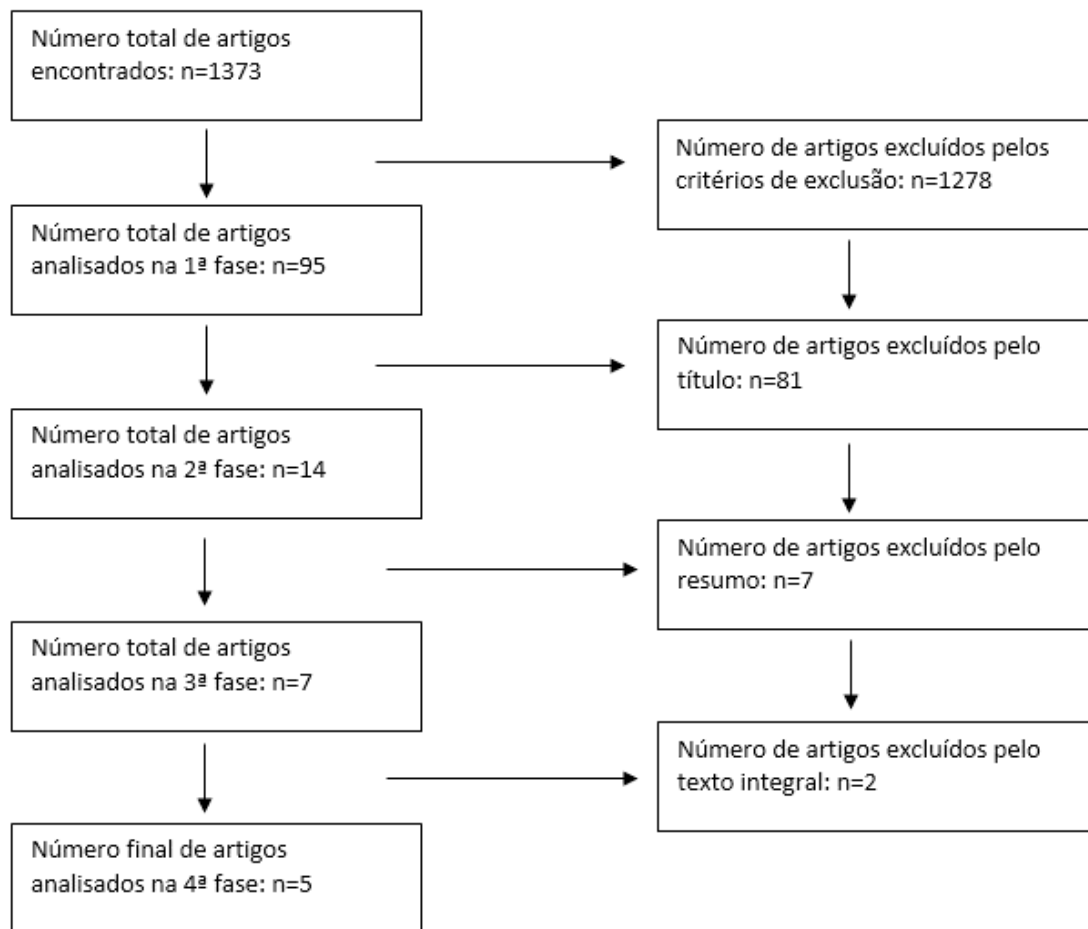 Número total de artigos
encontrados: n=1373
Número de artigos excluídos pelos
critérios de exclusão: n=1278
Número total de artigos
analisados na 1ª fase: n=95
Número de artigos excluídos pelo
título: n=81
Número total de artigos
analisados na 2ª fase: n=14
Número de artigos excluídos pelo
resumo: n=7
Número total de artigos
analisados na 3ª fase: n=7
Número de artigos excluídos pelo
texto integral: n=2
Número final de artigos
analisados na 4ª fase: n=5